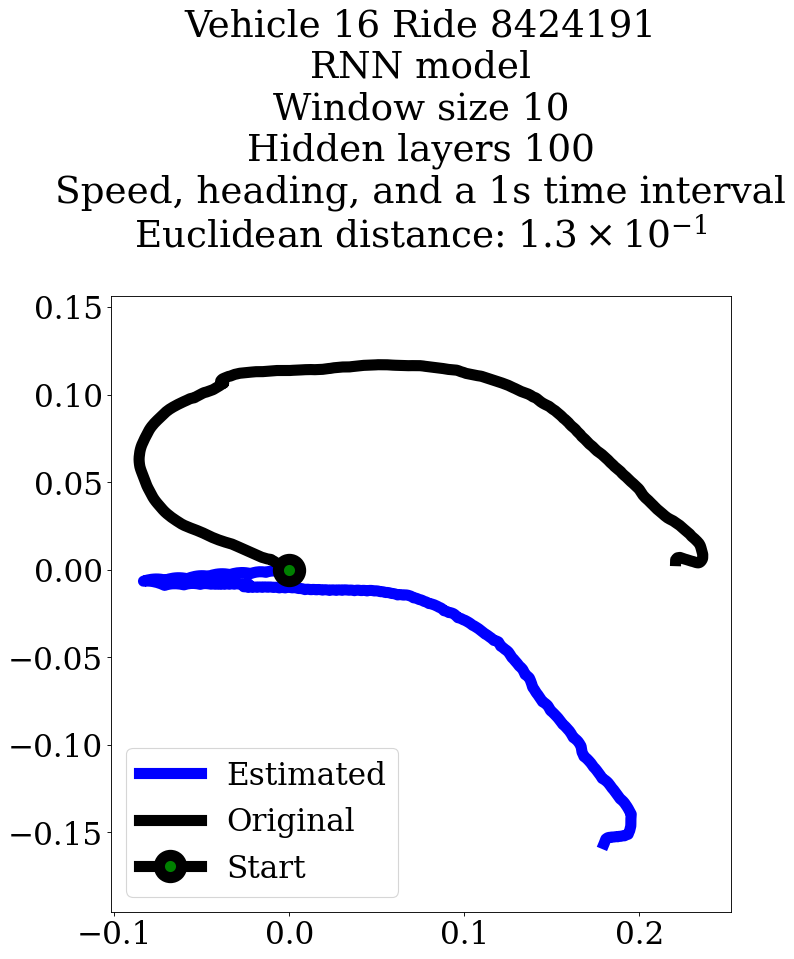 Vehicle 16 Ride 8424191
RNN model
Window size 10
Hidden layers 100
Speed, heading, and a 1s time interval
Euclidean distance: 1.3 × 10⁻¹
0.15
0.10
0.05
0.00
−0.05
−0.10
−0.15
Estimated
Original
Start
−0.1
0.0
0.1
0.2